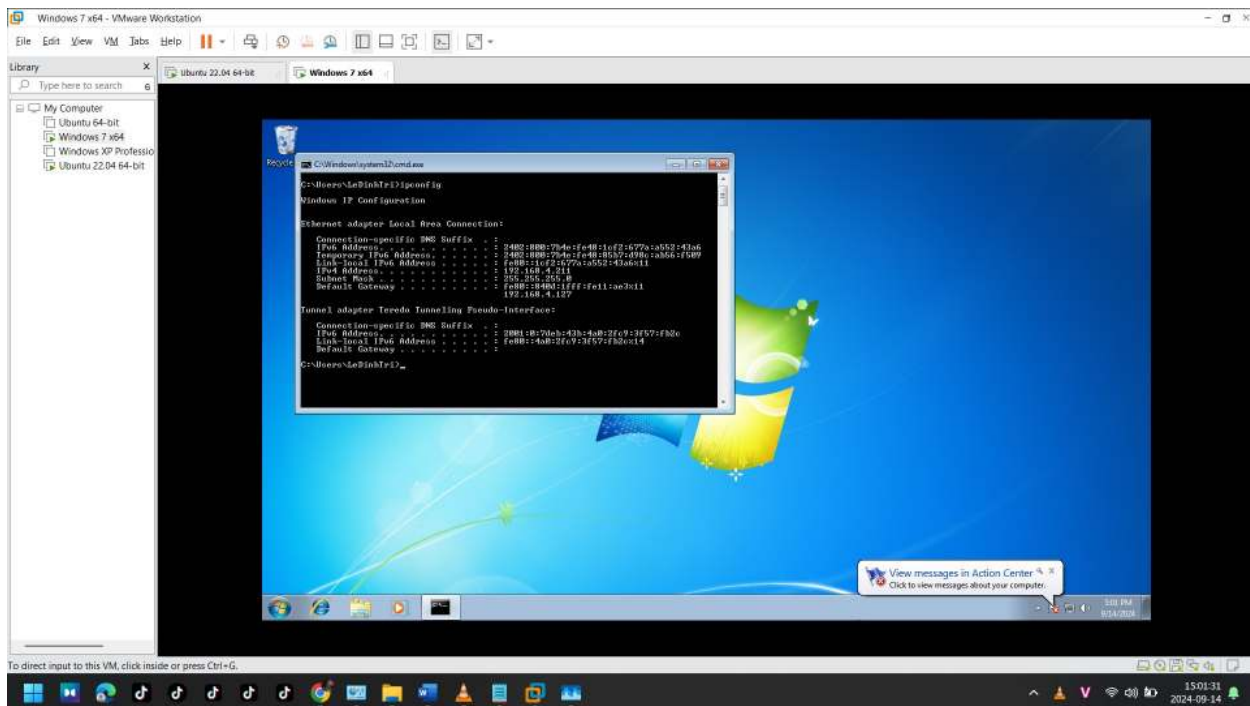 Windows 7 x64 - VMware Workstation
File Edit View VM Tabs Help
Library X
Type here to search
My Computer
Ubuntu 64-bit
Windows 7 x64
Windows XP Professio
Ubuntu 22.04 64-bit
Ubuntu 22.04 64-bit
Windows 7 x64
Recycle
C:\Windows\system32\cmd.exe
C:\Users\LeDinhTri>ipconfig
Windows IP Configuration
Ethernet adapter Local Area Connection:
Connection-specific DNS Suffix . :
IPv6 Address. . . . . . . . . . . : 2402:800:7b4e:fe48:1cf2:677a:a552:43a6
Temporary IPv6 Address. . . . . . : 2402:800:7b4e:fe48:85b7:d98c:ab56:f509
Link-local IPv6 Address . . . . . : fe80::1cf2:677a:a552:43a6%11
IPv4 Address. . . . . . . . . . . : 192.168.4.211
Subnet Mask . . . . . . . . . . . : 255.255.255.0
Default Gateway . . . . . . . . . : fe80::840d:1fff:fe11:ae3%11
192.168.4.127
Tunnel adapter Teredo Tunneling Pseudo-Interface:
Connection-specific DNS Suffix . :
IPv6 Address. . . . . . . . . . . : 2001:0:7deb:43b:4a0:2fc9:3f57:fb2c
Link-local IPv6 Address . . . . . : fe80::4a0:2fc9:3f57:fb2c%14
Default Gateway . . . . . . . . . :
C:\Users\LeDinhTri>_
View messages in Action Center
Click to view messages about your computer.
5:01 PM
9/14/2024
To direct input to this VM, click inside or press Ctrl+G.
15:01:31
2024-09-14